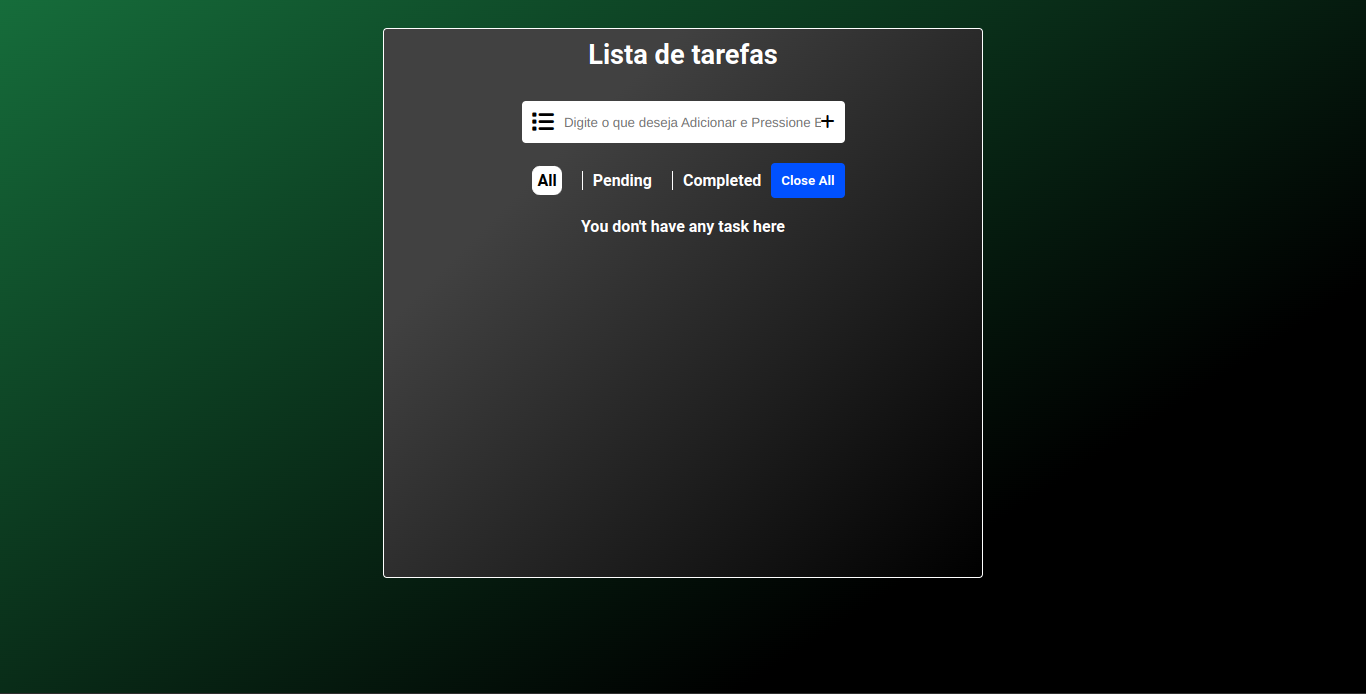 Lista de tarefas
Digite o que deseja Adicionar e Pressione
All Pending Completed Close All
You don't have any task here